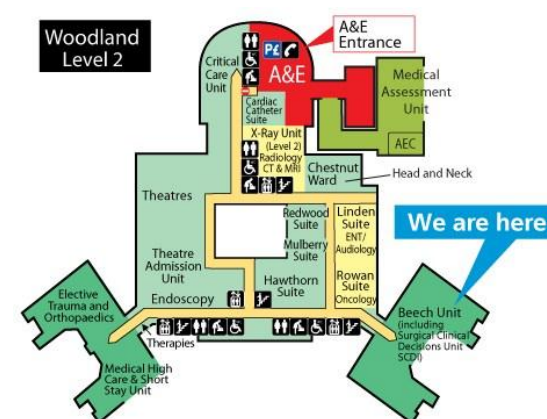 Woodland
Level 2
A&E
Entrance
Critical
Care
Unit
P£
A&E
Medical
Assessment
Unit
AEC
Cardiac
Catheter
Suite
X-Ray Unit
(Level 2)
Radiology
CT & MRI
Chestnut
Ward
Head and Neck
Theatres
Redwood
Suite
Mulberry
Suite
Linden
Suite
ENT/
Audiology
We are here
Theatre
Admission
Unit
Hawthorn
Suite
Rowan
Suite
Oncology
Endoscopy
Elective
Trauma and
Orthopaedics
Therapies
Medical High
Care & Short
Stay Unit
Beech Unit
(including
Surgical Clinical
Decisions Unit
SCDI)